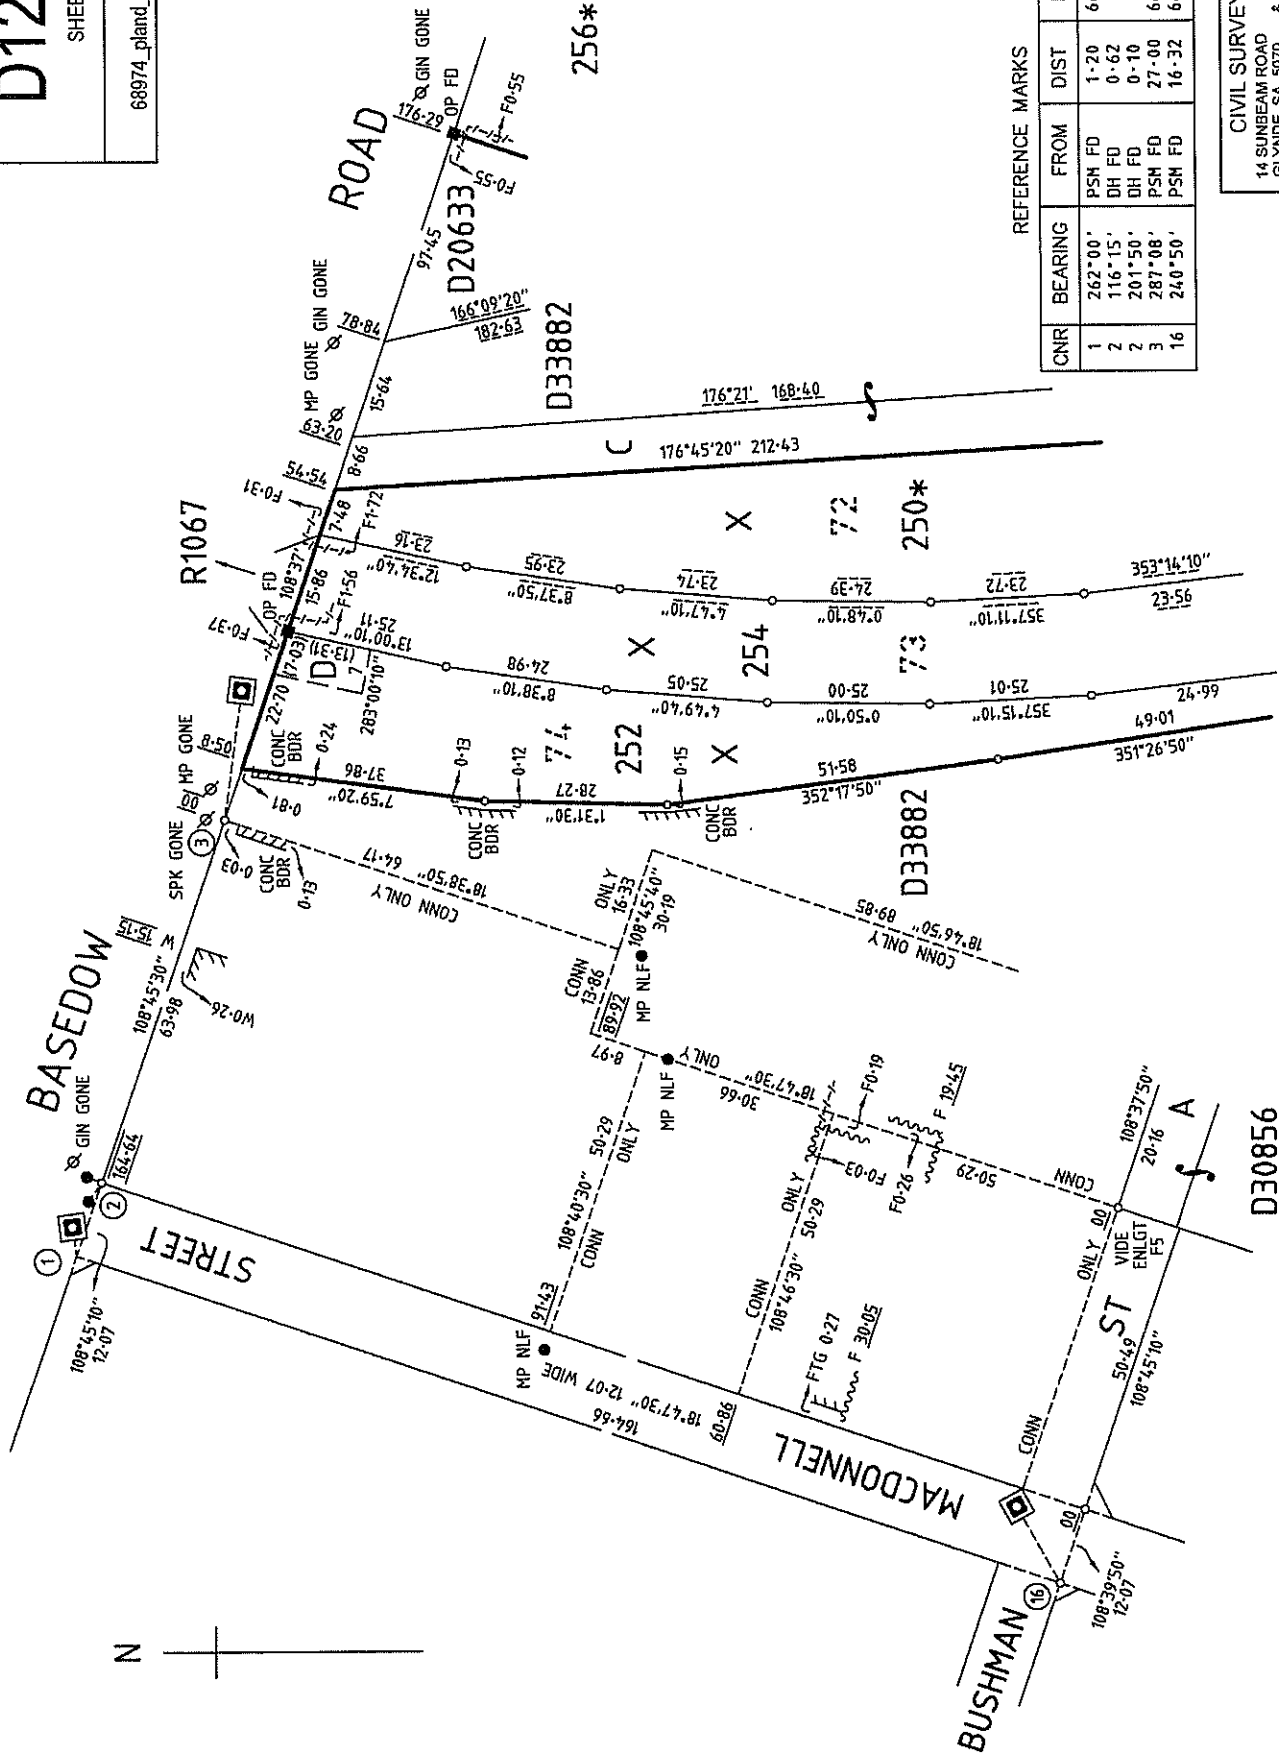 D12
SHEE
68974_pland_
N
BASEDOW
ROAD
MACDONNELL
STREET
BUSHMAN
ST
R1067
D20633
D33882
D33882
D30856
256*
250*
254
252
72
73
74
X
X
X
C
D
7
A
GIN GONE
164·64
1
2
3
16
108°45'10"
12·07
108°45'30"
63·98
15·15
W
W0·26
SPK GONE
00
MP GONE
8·50
0·03
CONC
BDR
0·13
0·81
CONC
BDR
0·24
22·70
(7·03)
(13·31)
283°00'10"
F0·37
OP FD
108°37'
15·86
F1·56
F0·31
7·48
F1·72
45·54
8·66
63·20
MP GONE
15·64
78·84
GIN GONE
97·45
166°09'20"
182·63
176·29
GIN GONE
OP FD
F0·55
F0·55
176°21' 168·40
176°45'20" 212·43
23·16
12°34'40"
23·95
8°37'50"
23·74
4°47'10"
24·39
0°48'10"
23·72
357°11'10"
353°14'10"
23·56
25·11
13°00'10"
24·98
8°38'10"
25·05
4°49'40"
25·00
0°50'10"
25·01
357°15'10"
24·99
37·86
7°59'20"
0·13
0·12
CONC
BDR
28·27
1°31'30"
0·15
CONC
BDR
51·58
352°17'50"
49·01
351°26'50"
18°38'50" 64·17
CONN ONLY
CONN
13·86
ONLY
16·33
108°45'40"
30·19
89·92
8·97
MP NLF
MP NLF
18°46'50" 89·85
CONN ONLY
108°40'30" 50·29
CONN
ONLY
91·43
MP NLF
18°47'30" 12·07 WIDE
164·66
60·86
CONN
ONLY
108°46'30"
50·29
30·66
18°47'30"
ONLY
F0·19
F0·03
F0·26
F 19·45
50·29
CONN
FTG 0·27
F 30·05
108°37'50"
20·16
ONLY
00
CONN
VIDE
ENLGT
F5
50·49
108°45'10"
00
108°39'50"
12·07
REFERENCE MARKS
CNR BEARING FROM DIST
1 262°00' PSM FD 1·20
2 116°15' DH FD 0·62
2 201°50' DH FD 0·10
3 287°08' PSM FD 27·00
16 240°50' PSM FD 16·32
CIVIL SURVEY
14 SUNBEAM ROAD
GLYNDE SA 5070